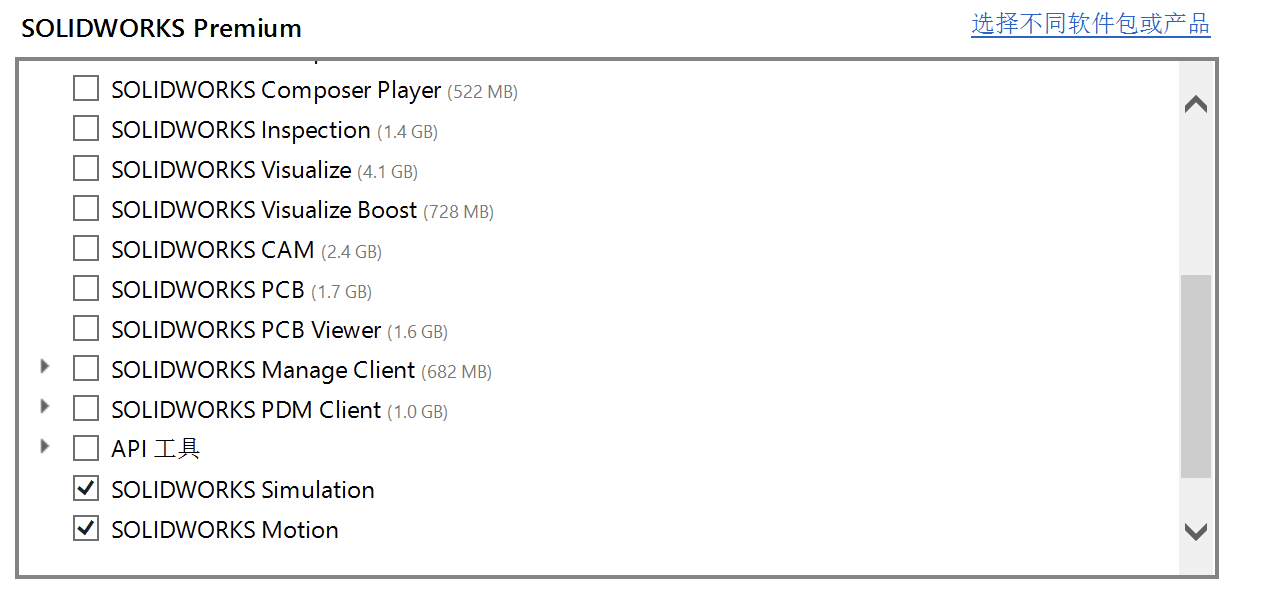 SOLIDWORKS Premium
选择不同软件包或产品
SOLIDWORKS Composer Player (522 MB)
SOLIDWORKS Inspection (1.4 GB)
SOLIDWORKS Visualize (4.1 GB)
SOLIDWORKS Visualize Boost (728 MB)
SOLIDWORKS CAM (2.4 GB)
SOLIDWORKS PCB (1.7 GB)
SOLIDWORKS PCB Viewer (1.6 GB)
SOLIDWORKS Manage Client (682 MB)
SOLIDWORKS PDM Client (1.0 GB)
API 工具
SOLIDWORKS Simulation
SOLIDWORKS Motion